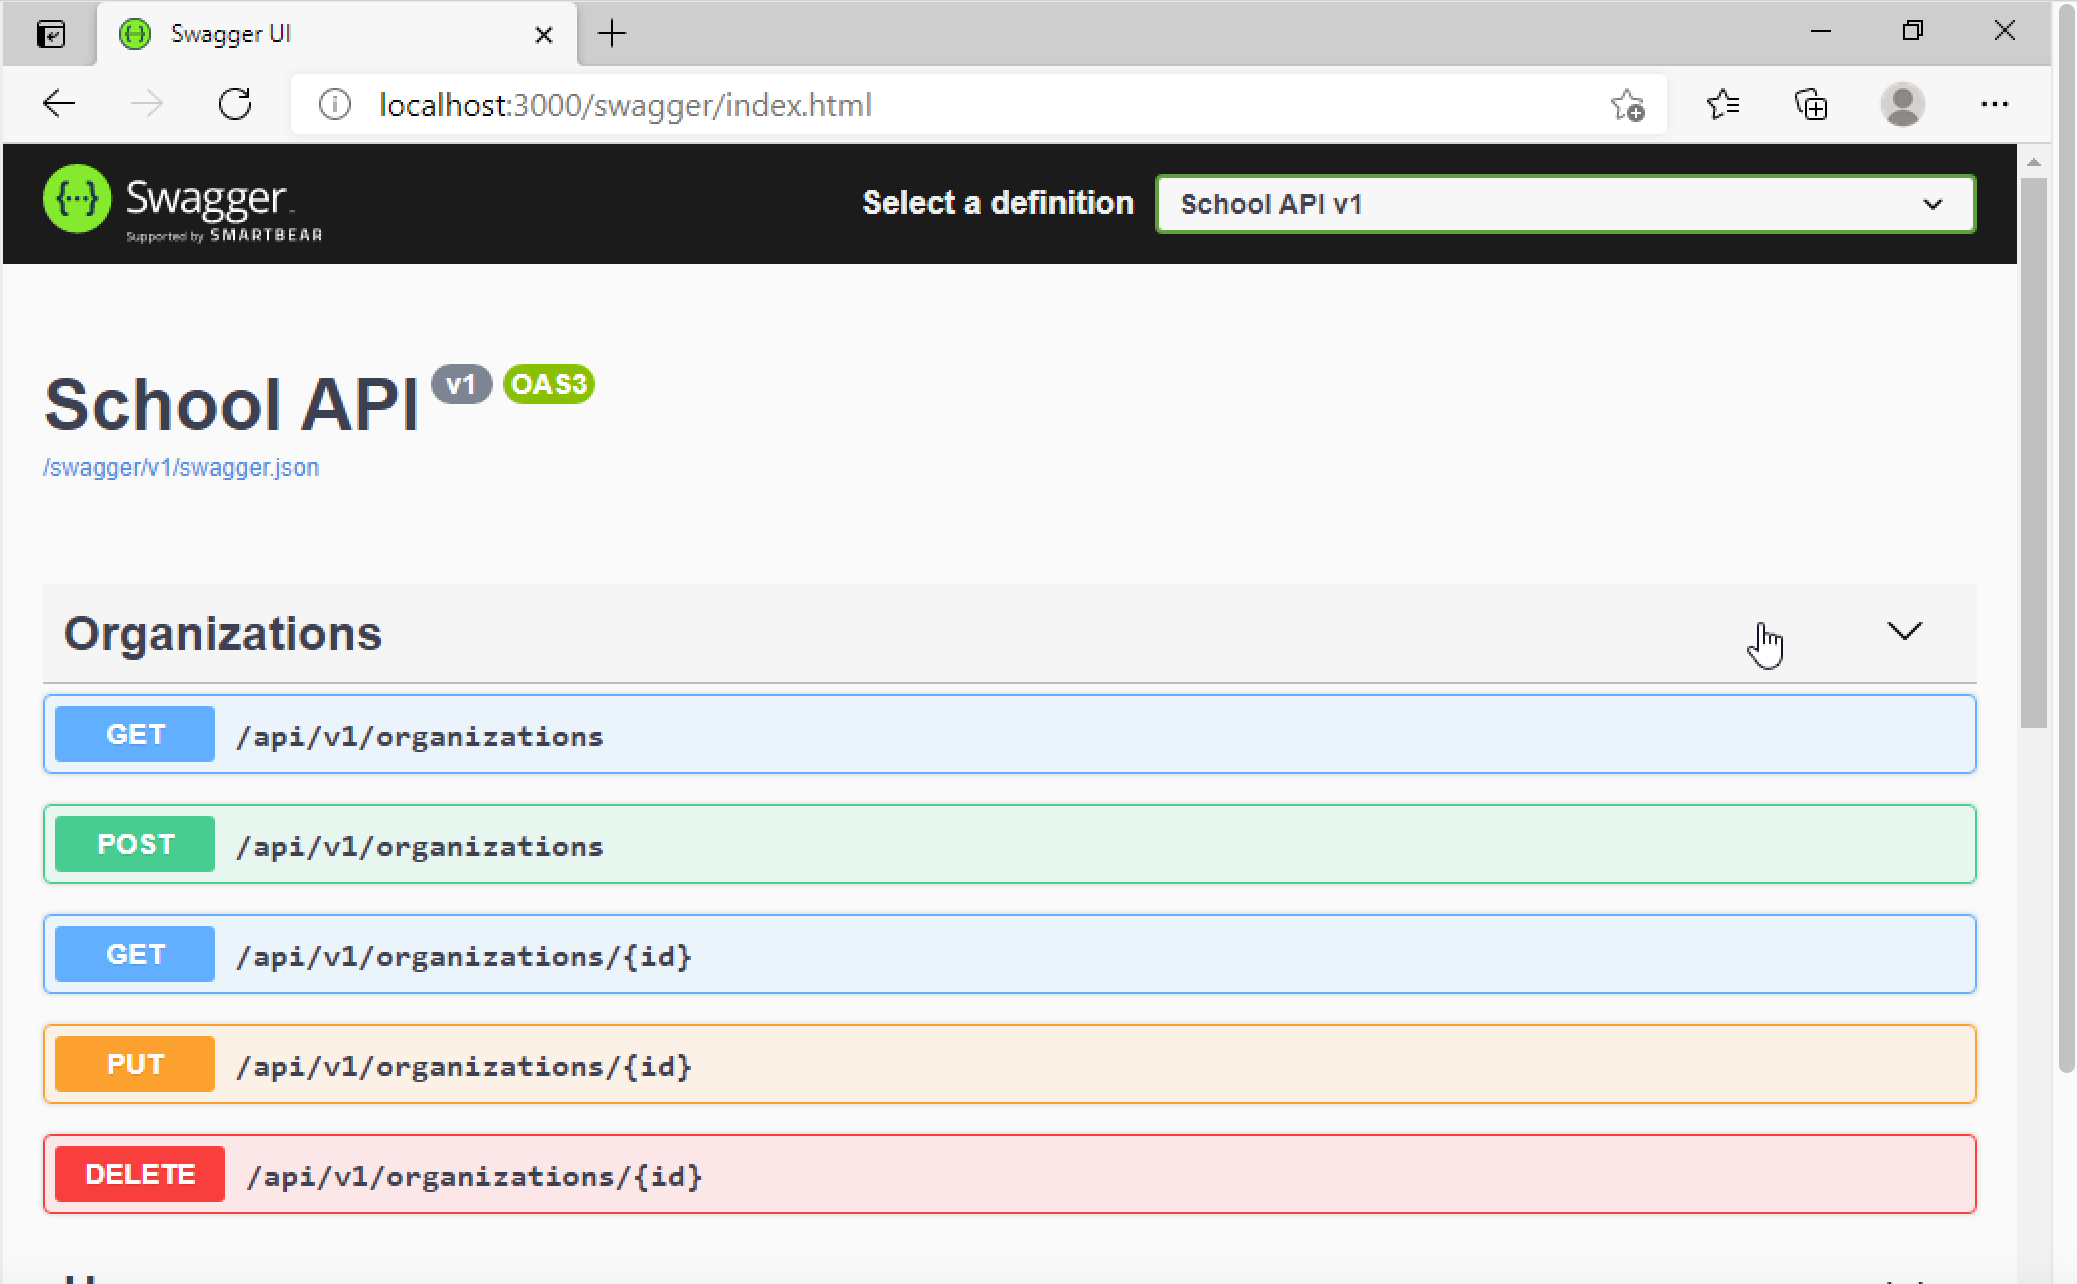 Swagger UI
localhost:3000/swagger/index.html
Swagger
Supported by SMARTBEAR
Select a definition
School API v1
School API v1 OAS3
/swagger/v1/swagger.json
Organizations
GET /api/v1/organizations
POST /api/v1/organizations
GET /api/v1/organizations/{id}
PUT /api/v1/organizations/{id}
DELETE /api/v1/organizations/{id}